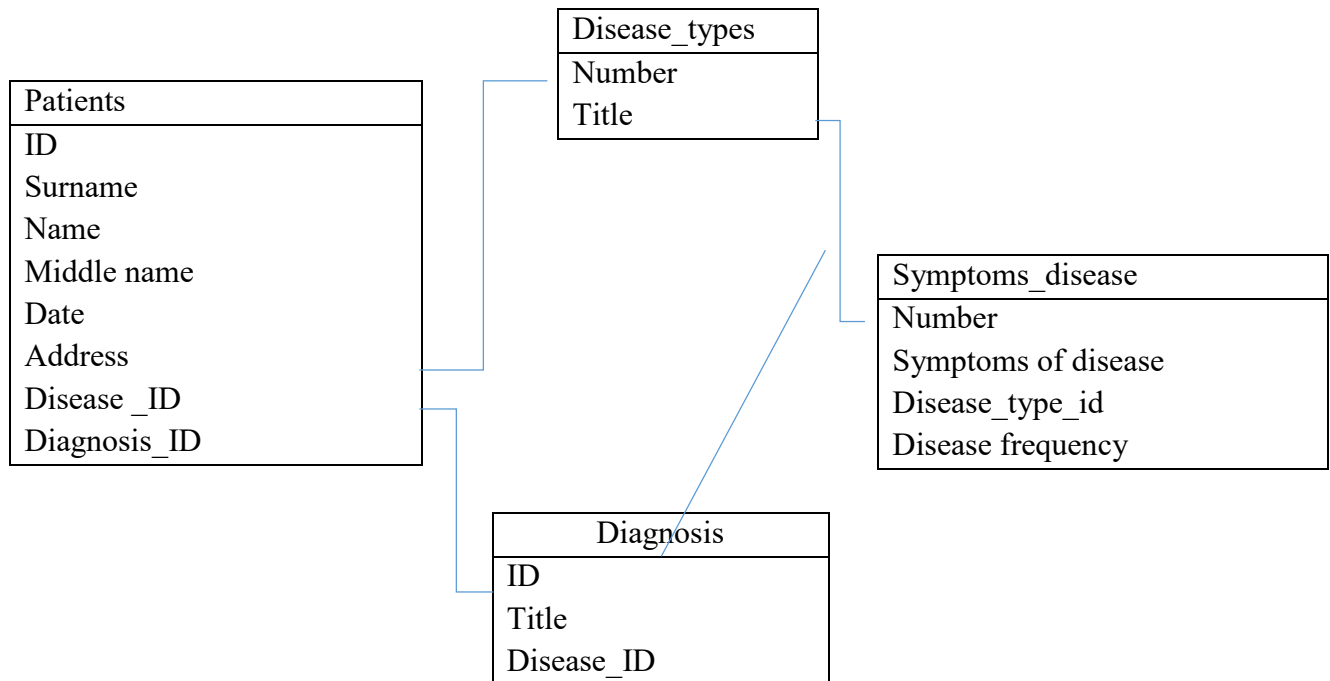 Disease_types
Number
Title
Patients
ID
Surname
Name
Middle name
Date
Address
Disease _ID
Diagnosis_ID
Symptoms_disease
Number
Symptoms of disease
Disease_type_id
Disease frequency
Diagnosis
ID
Title
Disease_ID